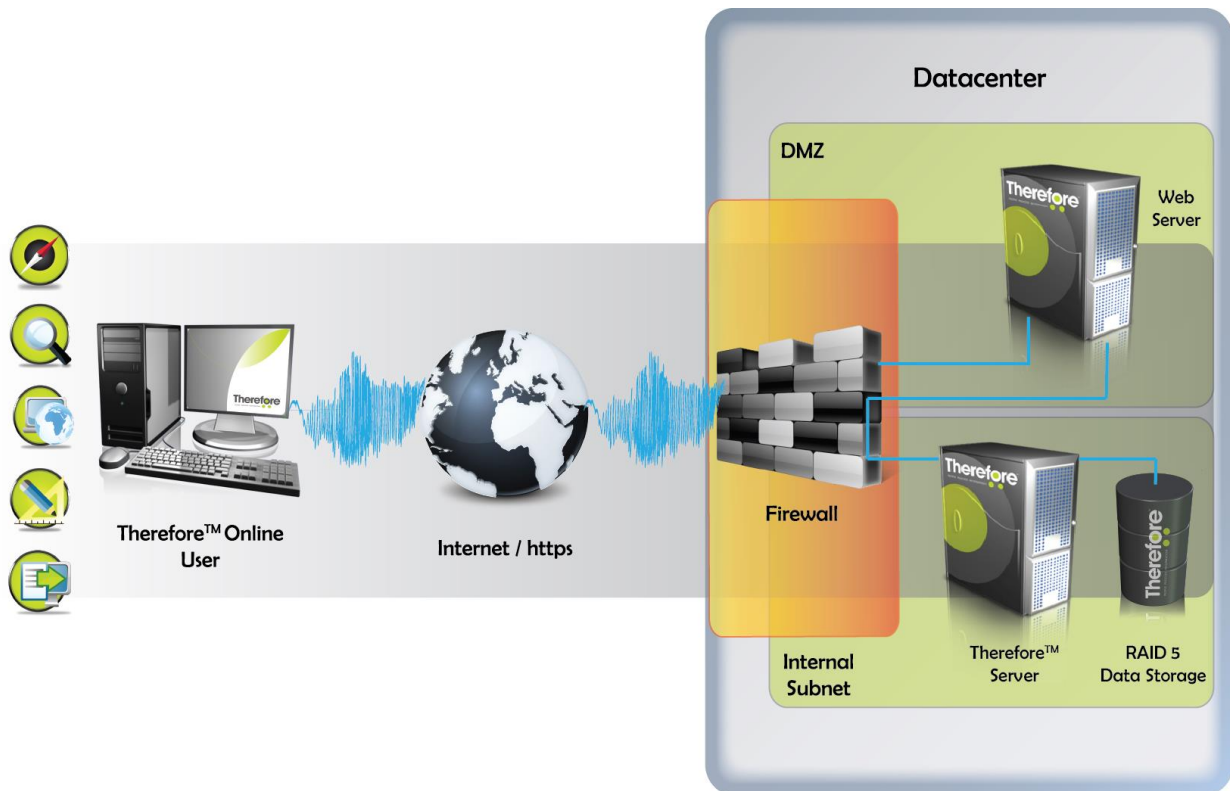 Datacenter
DMZ
Therefore
Web
Server
Therefore
Therefore™ Online
User
Internet / https
Firewall
Therefore
Therefore
Internal
Subnet
Therefore™
Server
RAID 5
Data Storage